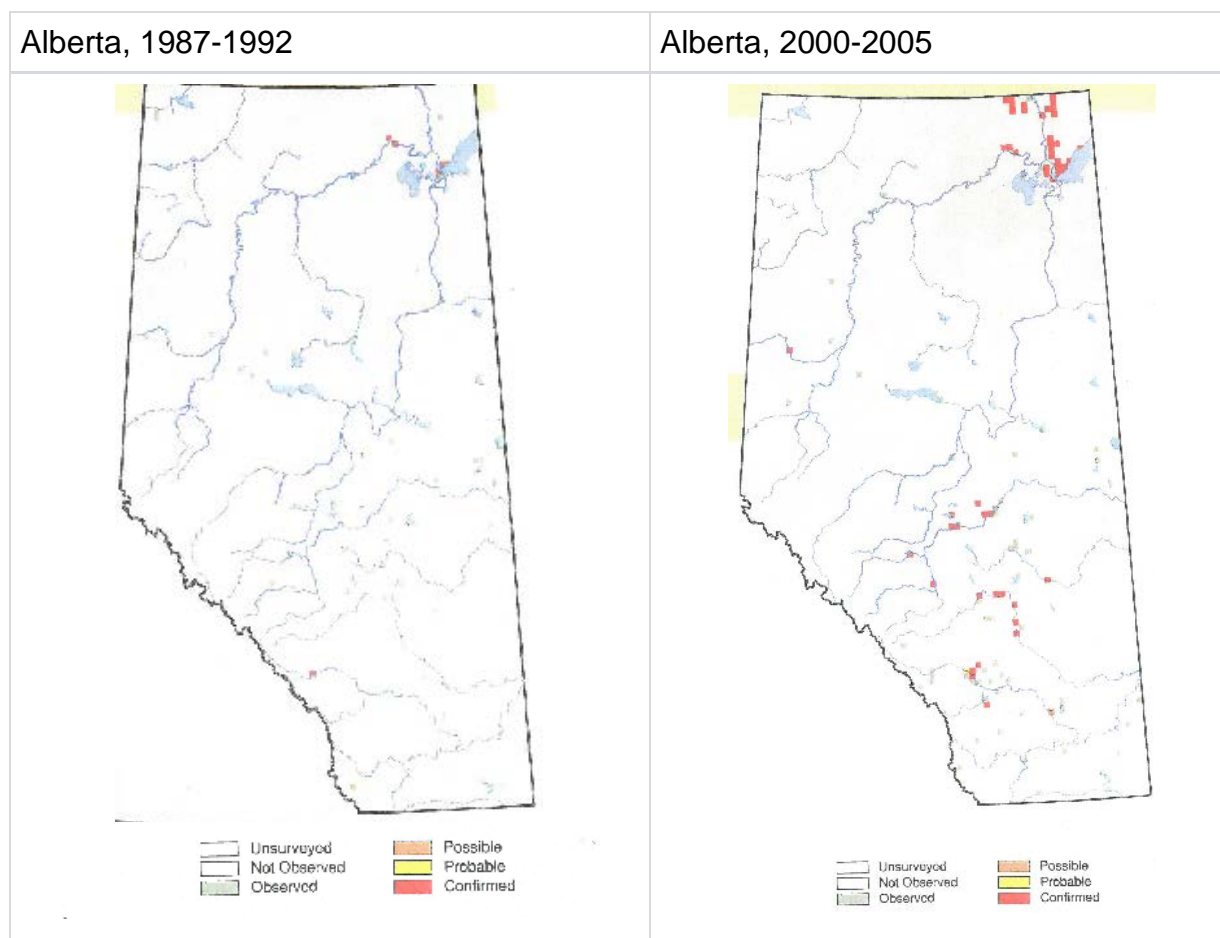 Alberta, 1987-1992
Alberta, 2000-2005
Unsurveyed
Not Observed
Observed
Possible
Probable
Confirmed
Unsurveyed
Not Observed
Observed
Possible
Probable
Confirmed